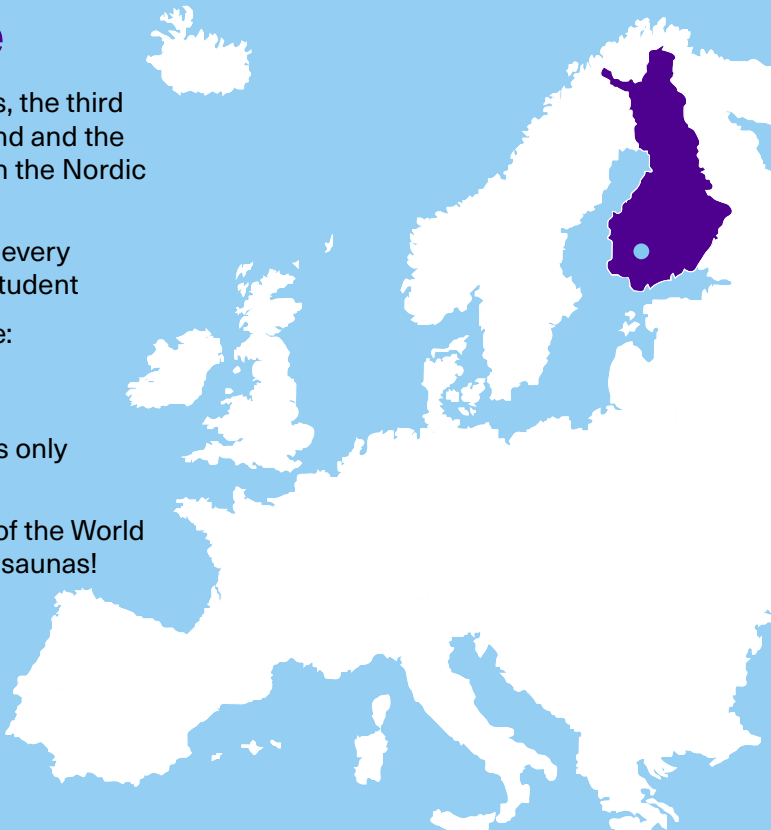 e
s, the third
nd and the
n the Nordic
every
tudent
e:
s only
of the World
saunas!